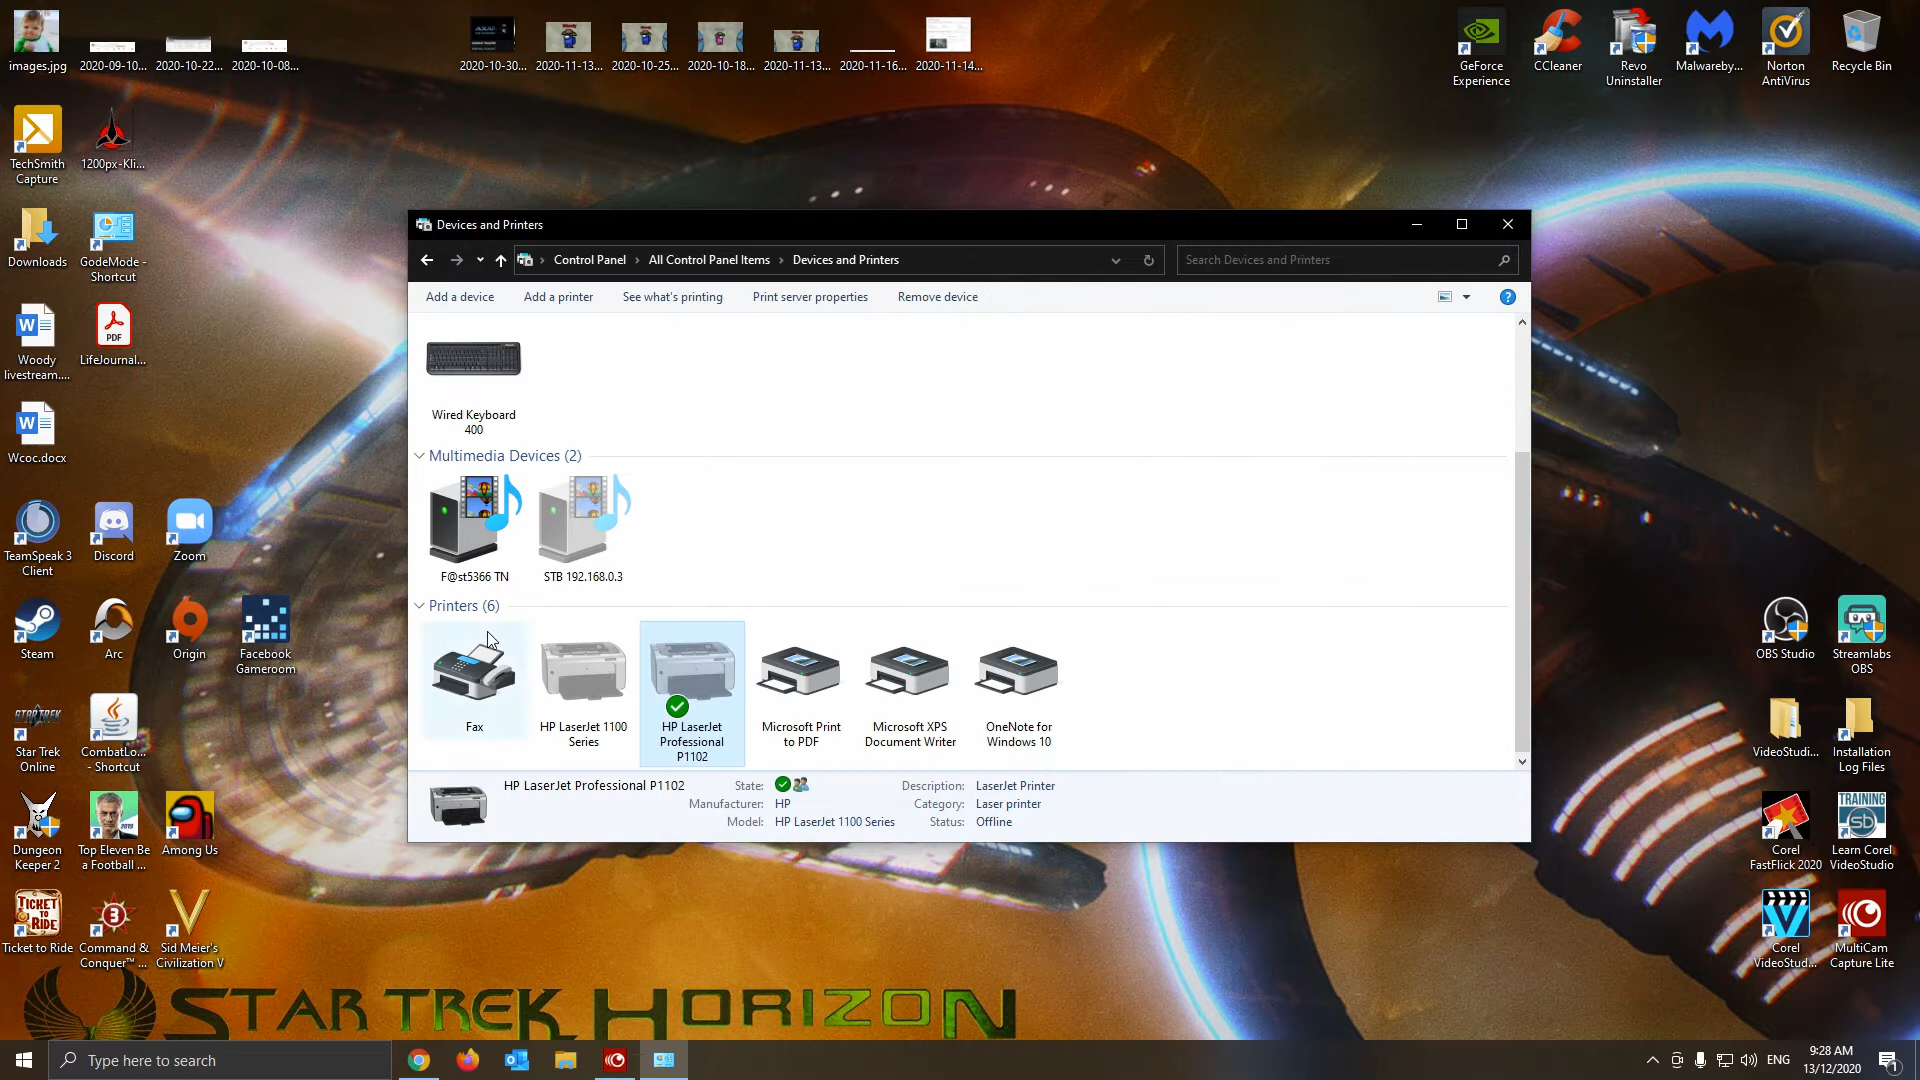 images.jpg
2020-09-10...
2020-10-22...
2020-10-08...
2020-10-30...
2020-11-13...
2020-10-25...
2020-10-18...
2020-11-13...
2020-11-16...
2020-11-14...
GeForce
Experience
CCleaner
Revo
Uninstaller
Malwareby...
Norton
AntiVirus
Recycle Bin
TechSmith
Capture
1200px-Kli...
Downloads
GodeMode -
Shortcut
Woody
livestream....
PDF
LifeJournal...
Wcoc.docx
TeamSpeak 3
Client
Discord
Zoom
Steam
Arc
Origin
Facebook
Gameroom
Star Trek
Online
CombatLo...
- Shortcut
Dungeon
Keeper 2
Top Eleven Be
a Football ...
Among Us
TICKET
TO
RIDE
Ticket to Ride
3
Command &
Conquer™ ...
Sid Meier's
Civilization V
Devices and Printers
Control Panel
All Control Panel Items
Devices and Printers
Search Devices and Printers
Add a device
Add a printer
See what's printing
Print server properties
Remove device
Wired Keyboard
400
Multimedia Devices (2)
F@st5366 TN
STB 192.168.0.3
Printers (6)
Fax
HP LaserJet 1100
Series
HP LaserJet
Professional
P1102
Microsoft Print
to PDF
Microsoft XPS
Document Writer
OneNote for
Windows 10
HP LaserJet Professional P1102
State:
Manufacturer: HP
Model: HP LaserJet 1100 Series
Description: LaserJet Printer
Category: Laser printer
Status: Offline
OBS Studio
Streamlabs
OBS
VideoStudi...
Installation
Log Files
Corel
FastFlick 2020
TRAINING
sb
Learn Corel
VideoStudio
Corel
VideoStud...
MultiCam
Capture Lite
STAR TREK HORIZON
Type here to search
ENG
9:28 AM
13/12/2020
1